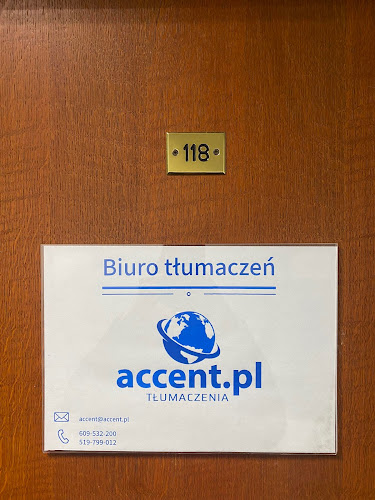 118
Biuro tłumaczeń
accent.pl
TŁUMACZENIA
accent@accent.pl
609-532-200
519-799-012